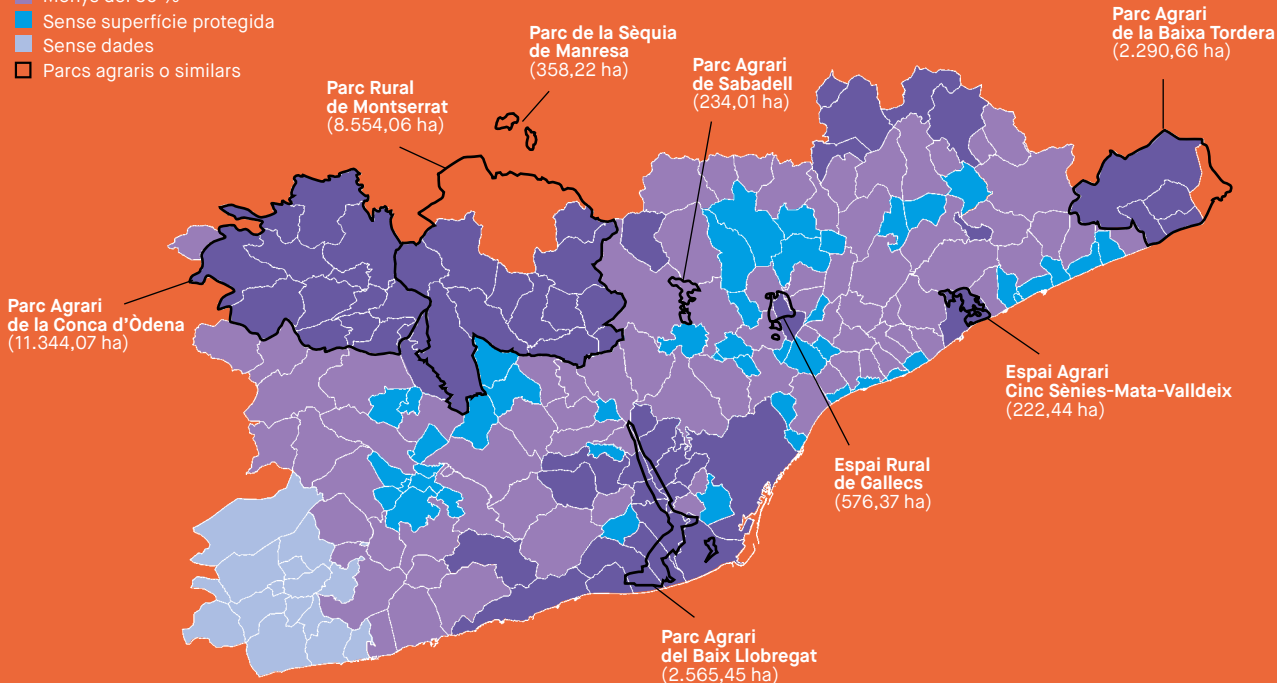 Sense superfície protegida
Sense dades
Parcs agraris o similars
Parc de la Sèquia
de Manresa
(358,22 ha)
Parc Agrari
de la Baixa Tordera
(2.290,66 ha)
Parc Agrari
de Sabadell
(234,01 ha)
Parc Rural
de Montserrat
(8.554,06 ha)
Parc Agrari
de la Conca d’Òdena
(11.344,07 ha)
Espai Agrari
Cinc Sènies-Mata-Valldeix
(222,44 ha)
Espai Rural
de Gallecs
(576,37 ha)
Parc Agrari
del Baix Llobregat
(2.565,45 ha)